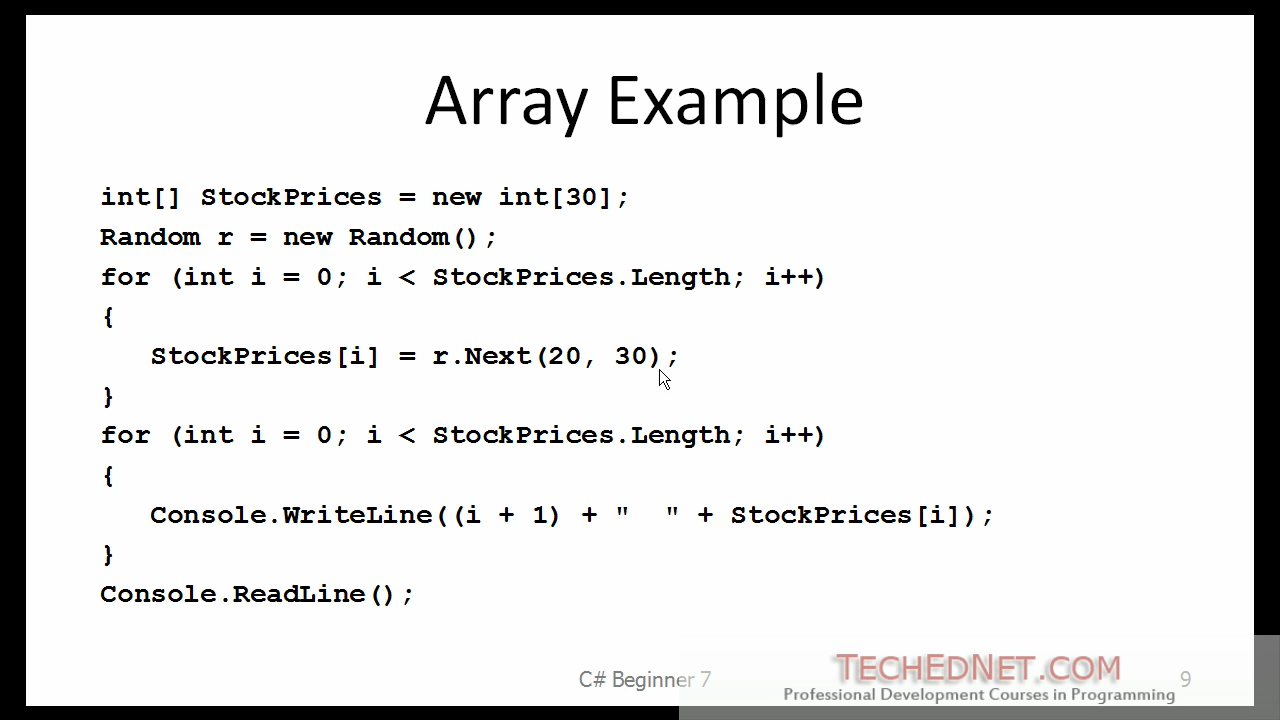 Array Example
int[] StockPrices = new int[30];
Random r = new Random();
for (int i = 0; i < StockPrices.Length; i++)
{
   StockPrices[i] = r.Next(20, 30);
}
for (int i = 0; i < StockPrices.Length; i++)
{
   Console.WriteLine((i + 1) + "  " + StockPrices[i]);
}
Console.ReadLine();
C# Beginner 7
TECHEDNET.COM
9
Professional Development Courses in Programming